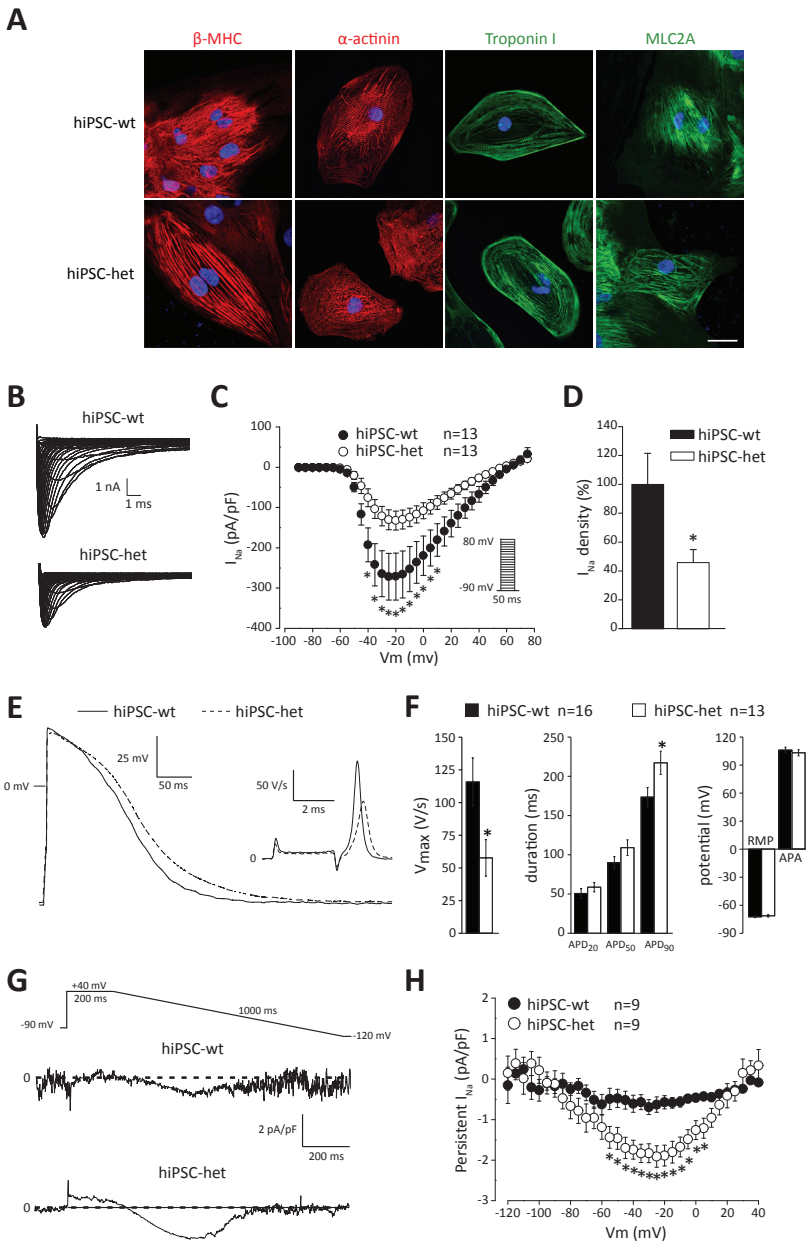 A
β-MHC α-actinin Troponin I MLC2A
hiPSC-wt
hiPSC-het
B
hiPSC-wt
1 nA
1 ms
hiPSC-het
C
hiPSC-wt n=13
hiPSC-het n=13
100
0
-100
-200
-300
-400
I_Na (pA/pF)
80 mV
-90 mV
50 ms
* * * * * * * * * * *
-100 -80 -60 -40 -20 0 20 40 60 80
Vm (mv)
D
hiPSC-wt
hiPSC-het
140
120
100
80
60
40
20
0
I_Na density (%)
*
E
hiPSC-wt hiPSC-het
0 mV
25 mV
50 ms
50 V/s
2 ms
0
F
hiPSC-wt n=16 hiPSC-het n=13
150
125
100
75
50
25
0
Vmax (V/s)
*
250
200
150
100
50
0
duration (ms)
*
APD20 APD50 APD90
120
90
60
30
0
-30
-60
-90
potential (mV)
RMP
APA
G
+40 mV
200 ms
1000 ms
-90 mV
-120 mV
hiPSC-wt
0
2 pA/pF
200 ms
hiPSC-het
0
H
hiPSC-wt n=9
hiPSC-het n=9
2
1
0
-1
-2
-3
Persistent I_Na (pA/pF)
* * * * * * * * * * * * *
-120 -100 -80 -60 -40 -20 0 20 40
Vm (mV)